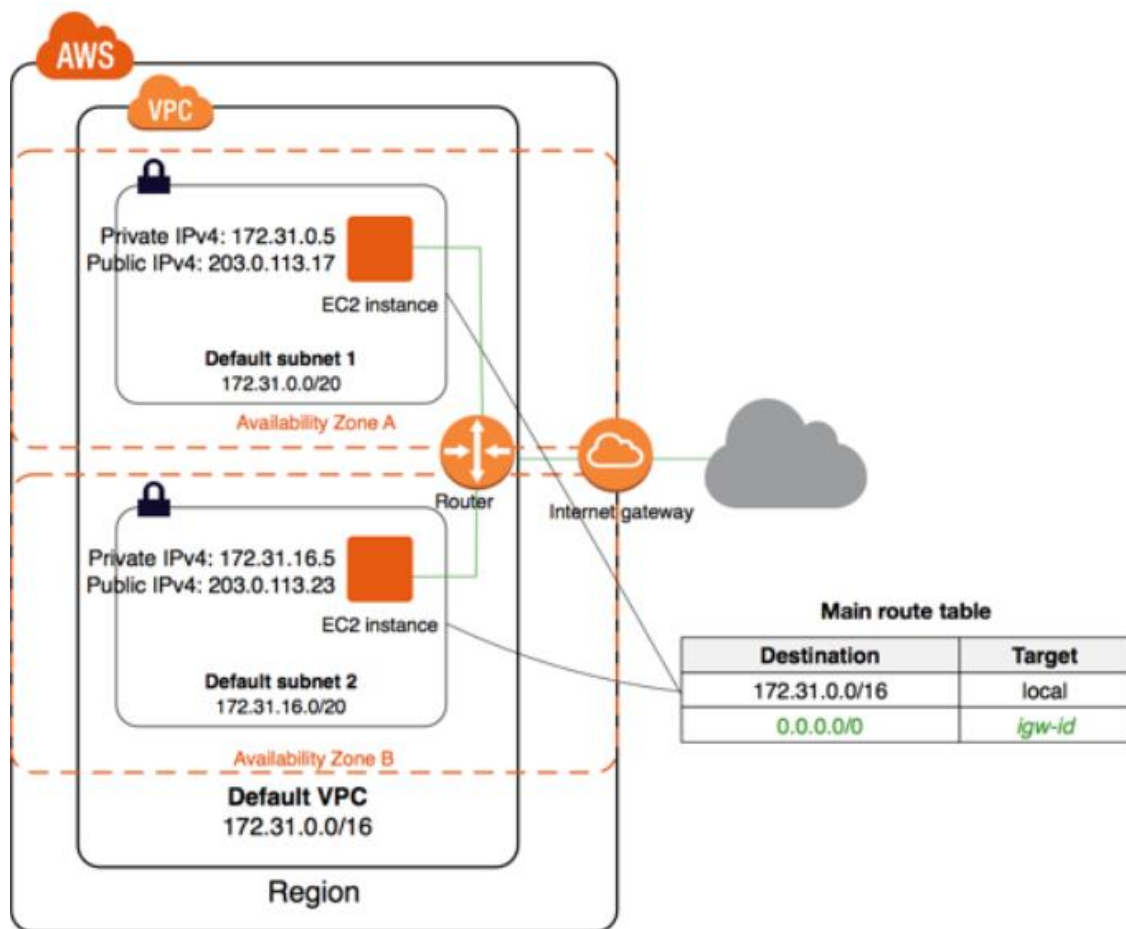 AWS
VPC
Private IPv4: 172.31.0.5
Public IPv4: 203.0.113.17
EC2 instance
Default subnet 1
172.31.0.0/20
Availability Zone A
Router
Internet gateway
Private IPv4: 172.31.16.5
Public IPv4: 203.0.113.23
EC2 instance
Default subnet 2
172.31.16.0/20
Availability Zone B
Default VPC
172.31.0.0/16
Region
Main route table
Destination Target
172.31.0.0/16 local
0.0.0.0/0 igw-id